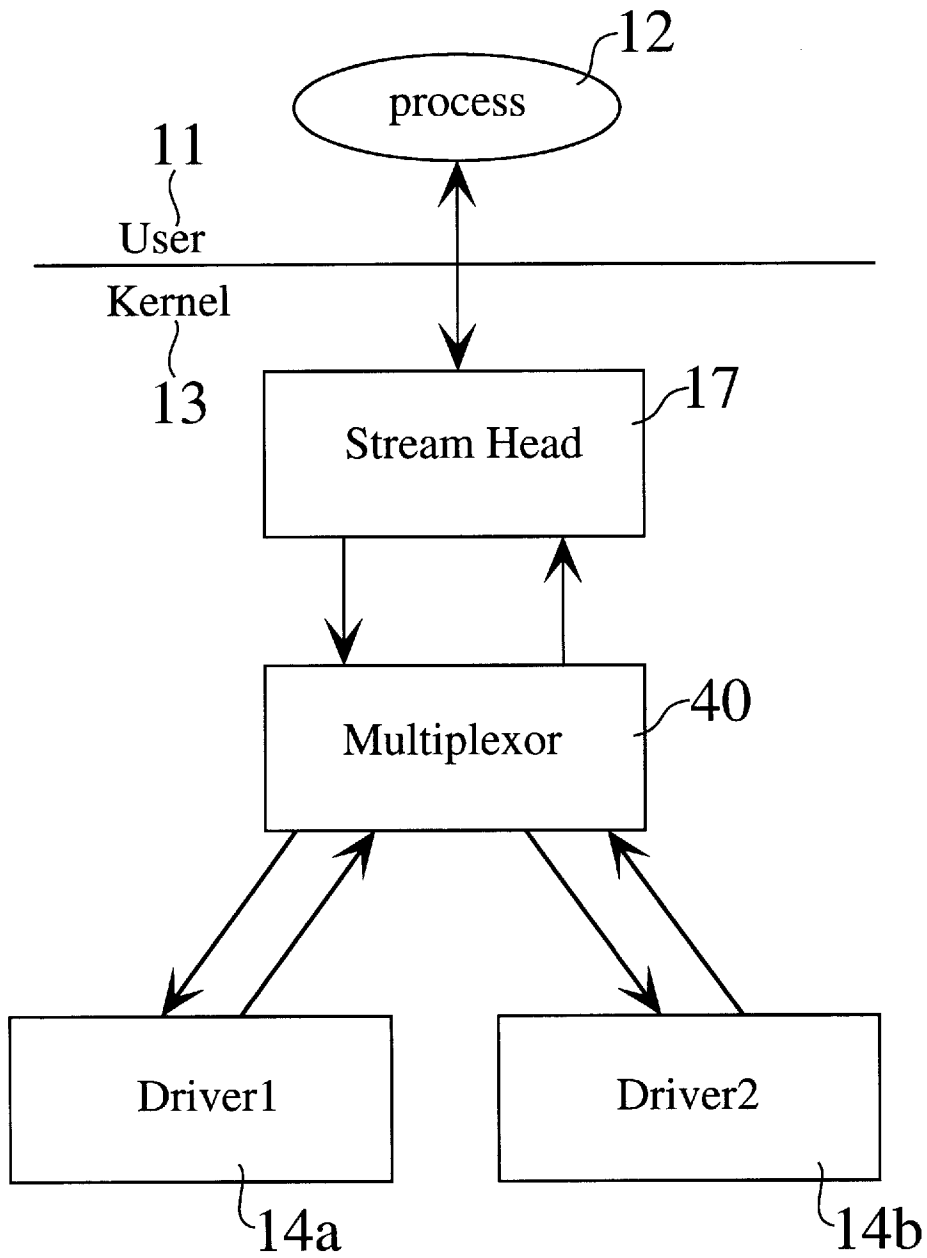 12
process
11
User
Kernel
13
17
Stream Head
40
Multiplexor
Driver1
Driver2
14a
14b